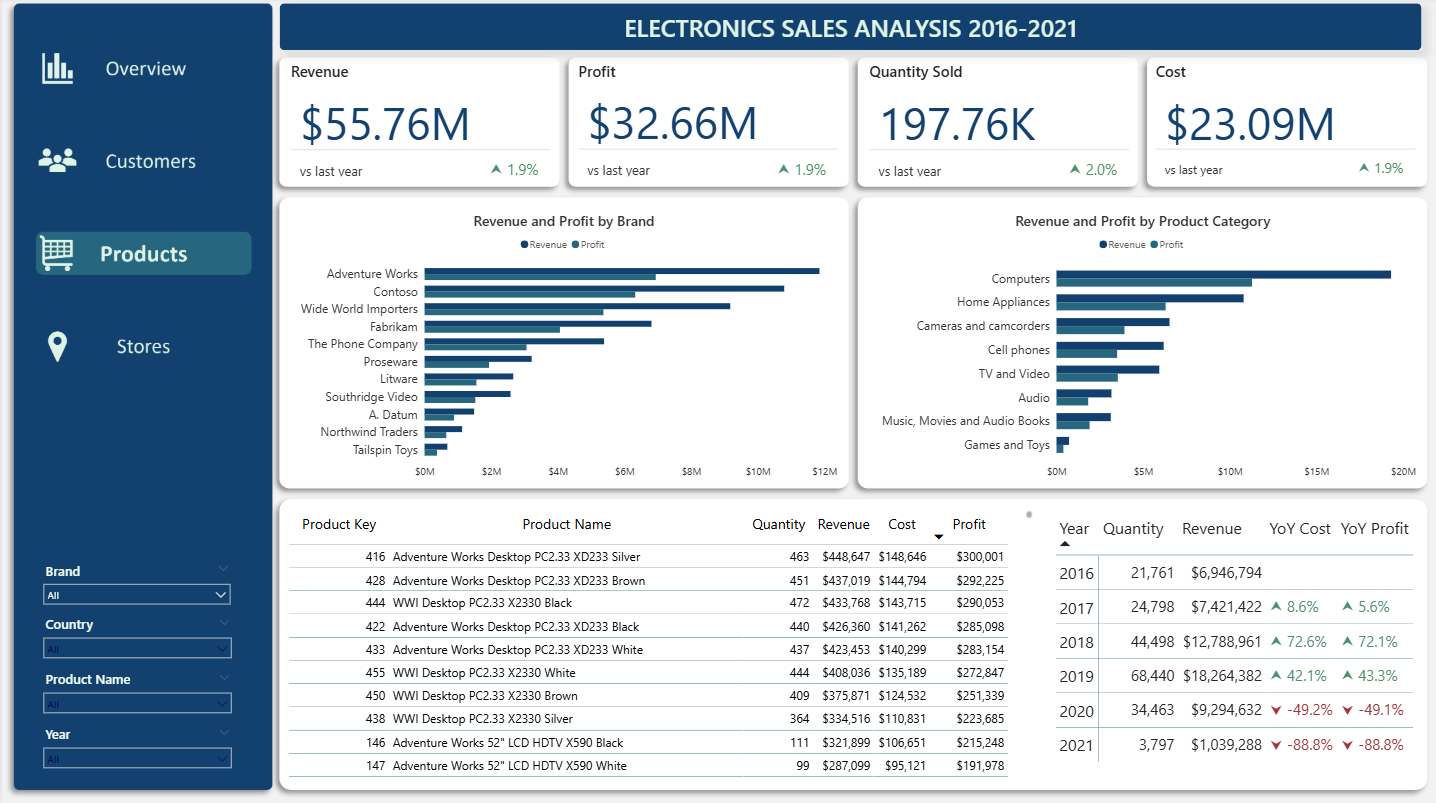 ELECTRONICS SALES ANALYSIS 2016-2021
Overview
Customers
Products
Stores
Brand
All
Country
All
Product Name
All
Year
All
Revenue
$55.76M
vs last year 1.9%
Profit
$32.66M
vs last year 1.9%
Quantity Sold
197.76K
vs last year 2.0%
Cost
$23.09M
vs last year 1.9%
Revenue and Profit by Brand
Revenue Profit
Adventure Works
Contoso
Wide World Importers
Fabrikam
The Phone Company
Proseware
Litware
Southridge Video
A. Datum
Northwind Traders
Tailspin Toys
$0M $2M $4M $6M $8M $10M $12M
Revenue and Profit by Product Category
Revenue Profit
Computers
Home Appliances
Cameras and camcorders
Cell phones
TV and Video
Audio
Music, Movies and Audio Books
Games and Toys
$0M $5M $10M $15M $20M
Product Key Product Name Quantity Revenue Cost Profit
416 Adventure Works Desktop PC2.33 XD233 Silver 463 $448,647 $148,646 $300,001
428 Adventure Works Desktop PC2.33 XD233 Brown 451 $437,019 $144,794 $292,225
444 WWI Desktop PC2.33 X2330 Black 472 $433,768 $143,715 $290,053
422 Adventure Works Desktop PC2.33 XD233 Black 440 $426,360 $141,262 $285,098
433 Adventure Works Desktop PC2.33 XD233 White 437 $423,453 $140,299 $283,154
455 WWI Desktop PC2.33 X2330 White 444 $408,036 $135,189 $272,847
450 WWI Desktop PC2.33 X2330 Brown 409 $375,871 $124,532 $251,339
438 WWI Desktop PC2.33 X2330 Silver 364 $334,516 $110,831 $223,685
146 Adventure Works 52" LCD HDTV X590 Black 111 $321,899 $106,651 $215,248
147 Adventure Works 52" LCD HDTV X590 White 99 $287,099 $95,121 $191,978
Year Quantity Revenue YoY Cost YoY Profit
2016 21,761 $6,946,794
2017 24,798 $7,421,422 8.6% 5.6%
2018 44,498 $12,788,961 72.6% 72.1%
2019 68,440 $18,264,382 42.1% 43.3%
2020 34,463 $9,294,632 -49.2% -49.1%
2021 3,797 $1,039,288 -88.8% -88.8%